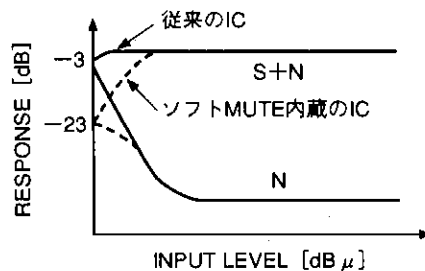 従来のIC
−3
S+N
ソフトMUTE内蔵のIC
−23
N
RESPONSE [dB]
INPUT LEVEL [dB μ]